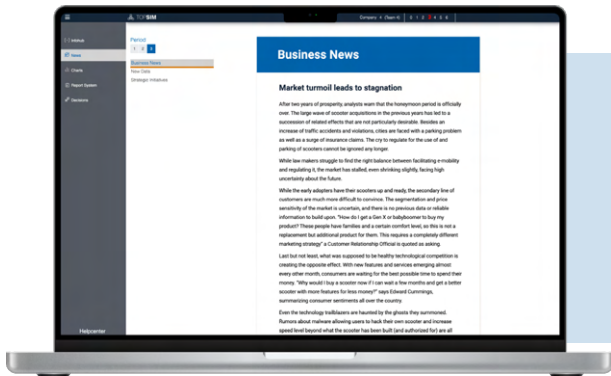 TOPSIM
Company 4 (Team 4)
Period
1 2 3
InfoHub
News
Charts
Report System
Decisions
Helpcenter
Business News
New Data
Strategic Initiatives
Business News
Market turmoil leads to stagnation
After two years of prosperity, analysts warn that the honeymoon period is officially
over. The large wave of scooter acquisitions in the previous years has led to a
succession of related effects that are not particularly desirable. Besides an
increase of traffic accidents and violations, cities are faced with a parking problem
as well as a surge of insurance claims. The cry to regulate for the use of and
parking of scooters cannot be ignored any longer.
While law makers struggle to find the right balance between facilitating e-mobility
and regulating it, the market has stalled, even shrinking slightly, facing high
uncertainty about the future.
While the early adopters have their scooters up and ready, the secondary line of
customers are much more difficult to convince. The segmentation and price
sensitivity of the market is uncertain, and there is no previous data or reliable
information to build upon. "How do I get a Gen X or babyboomer to buy my
product? These people have families and a certain comfort level, so this is not a
replacement but additional product for them. This requires a completely different
marketing strategy" a Customer Relationship Official is quoted as asking.
Last but not least, what was supposed to be healthy technological competition is
creating the opposite effect. With new features and services emerging almost
every other month, consumers are waiting for the best possible time to spend their
money. "Why would I buy a scooter now if I can wait a few months and get a better
scooter with more features for less money?" says Edward Cummings,
summarizing consumer sentiments all over the country.
Even the technology trailblazers are haunted by the ghosts they summoned.
Rumors about malware allowing users to hack their own scooter and increase
speed level beyond what the scooter has been built (and authorized for) are all